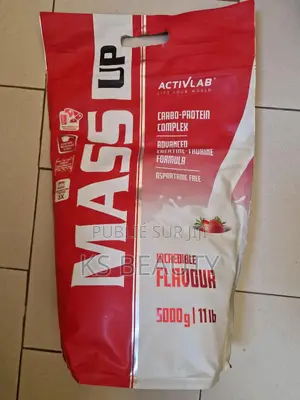 MASS UP
ACTIVLAB®
LIFE YOUR WORLD
CARBO-PROTEIN
COMPLEX
ADVANCED
CREATINE-TAURINE
FORMULA
ASPARTAME FREE
PUBLIÉ SUR JIJI
KS BEAUTY
INCREDIBLE
FLAVOUR
5000g | 11 lb